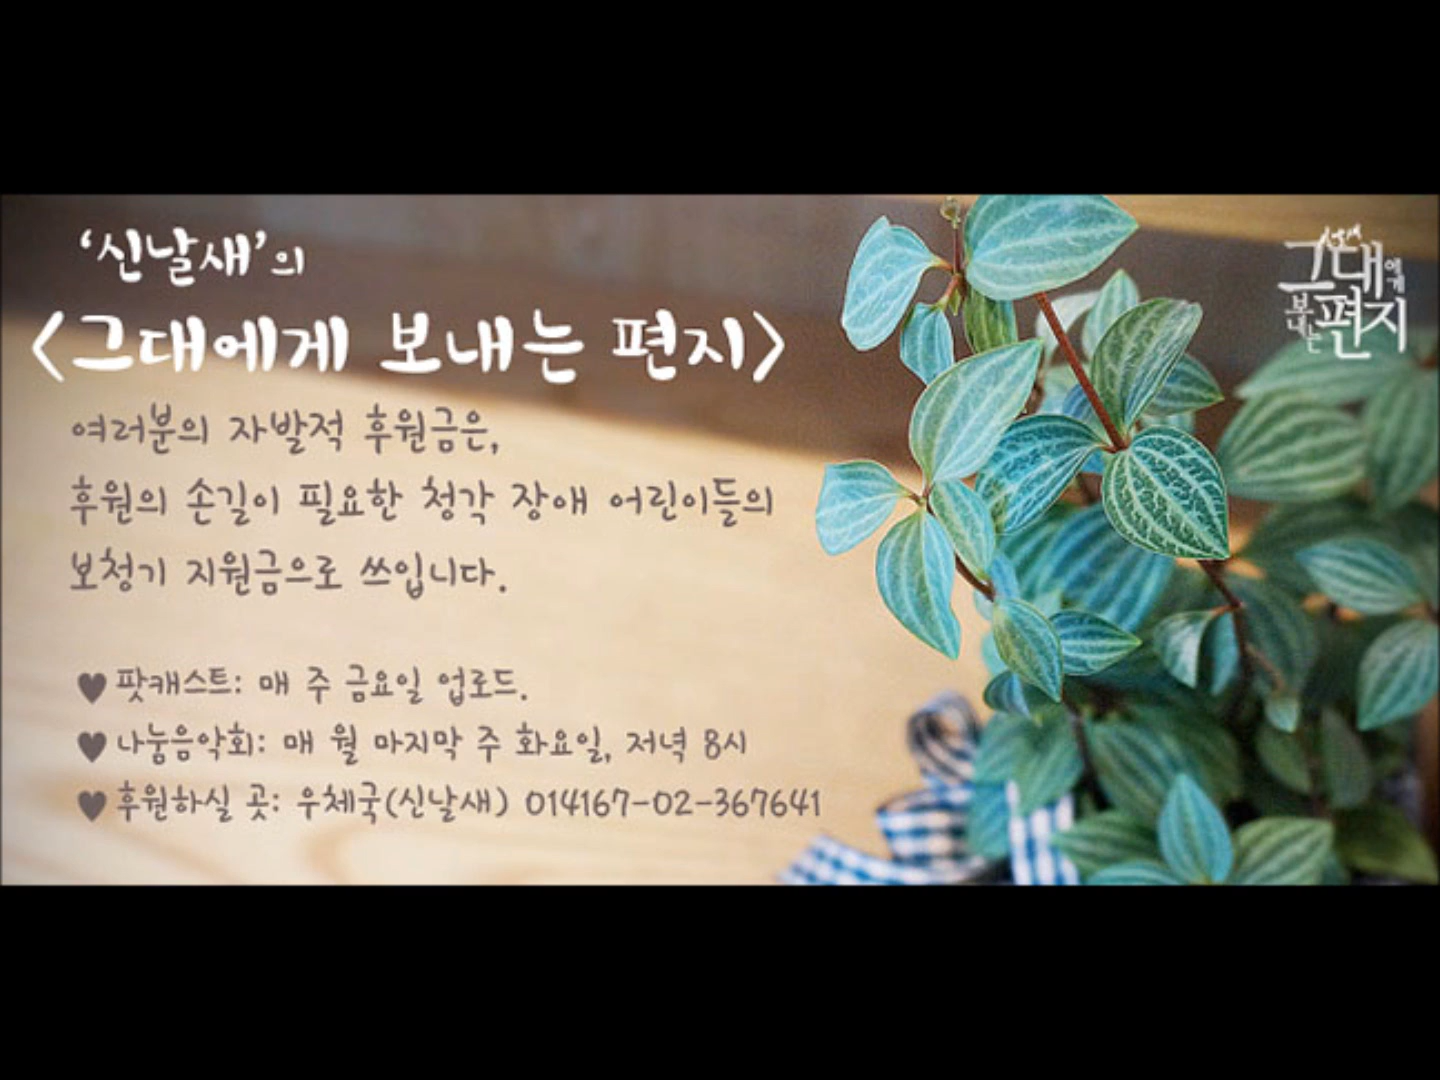 ‘신날새’의
<그대에게 보내는 편지>
여러분의 자발적 후원금은,
후원의 손길이 필요한 청각 장애 어린이들의
보청기 지원금으로 쓰입니다.
♥ 팟캐스트: 매 주 금요일 업로드.
♥ 나눔음악회: 매 월 마지막 주 화요일, 저녁 8시
♥ 후원하실 곳: 우체국(신날새) 014167-02-367641
그대에게
보내는 편지